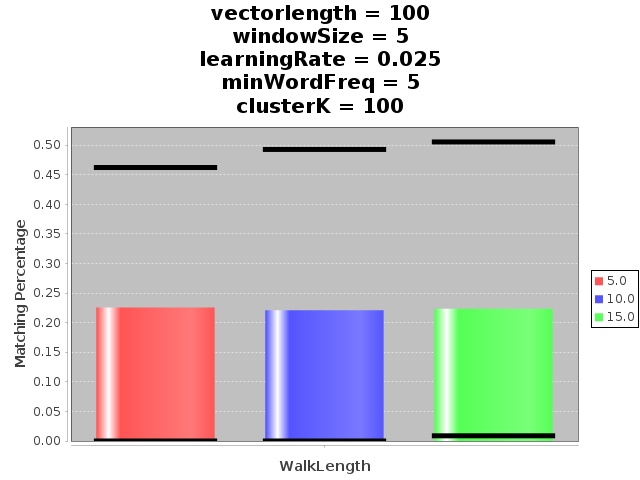 vectorlength = 100
windowSize = 5
learningRate = 0.025
minWordFreq = 5
clusterK = 100
Matching Percentage
0.50
0.45
0.40
0.35
0.30
0.25
0.20
0.15
0.10
0.05
0.00
WalkLength
5.0
10.0
15.0